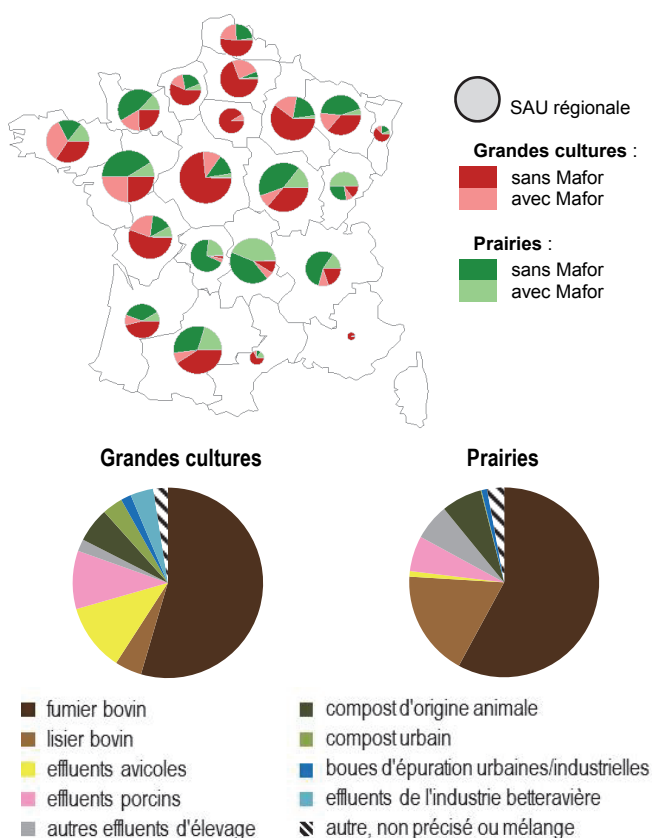 SAU régionale
Grandes cultures :
sans Mafor
avec Mafor
Prairies :
sans Mafor
avec Mafor
Grandes cultures
Prairies
fumier bovin
lisier bovin
effluents avicoles
effluents porcins
autres effluents d'élevage
compost d'origine animale
compost urbain
boues d'épuration urbaines/industrielles
effluents de l'industrie betteravière
autre, non précisé ou mélange